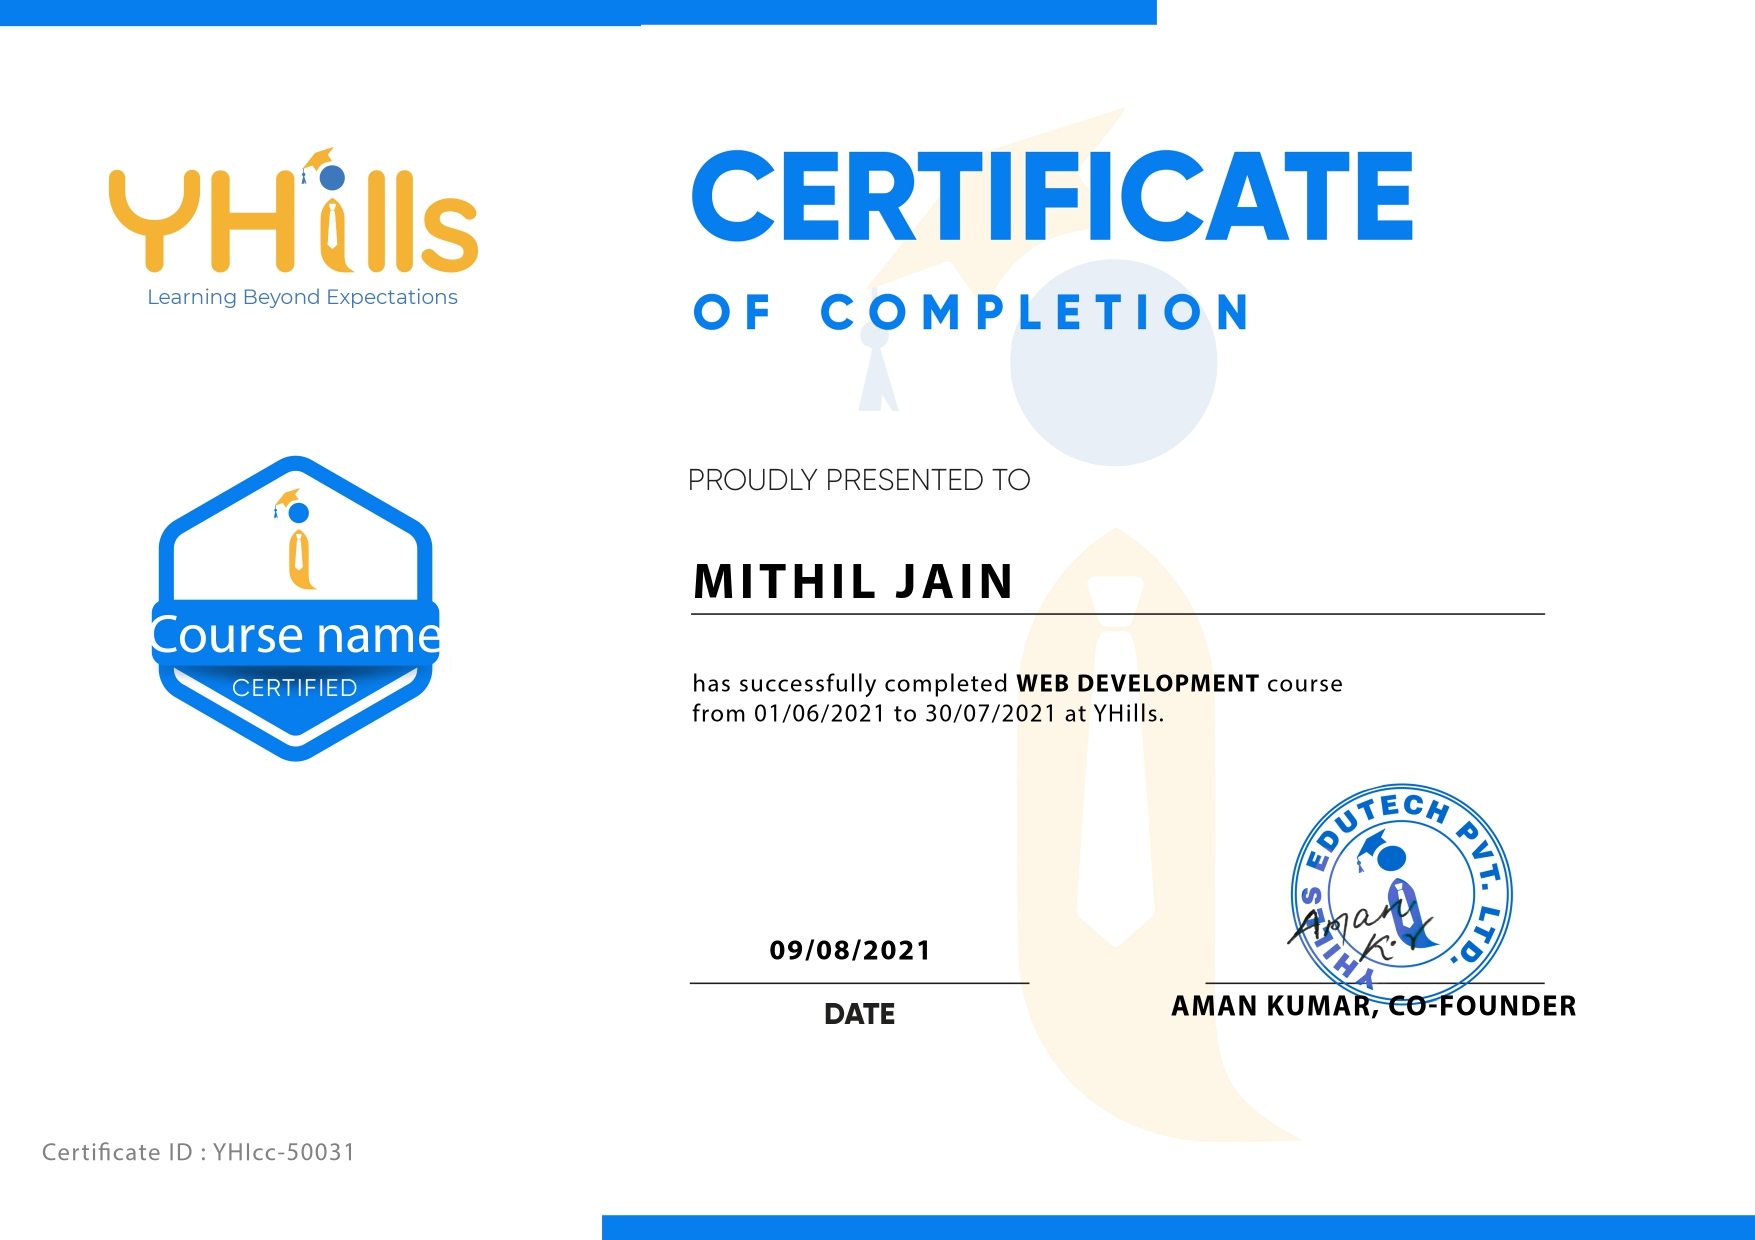 YHills
Learning Beyond Expectations
CERTIFICATE
OF COMPLETION
PROUDLY PRESENTED TO
MITHIL JAIN
has successfully completed WEB DEVELOPMENT course
from 01/06/2021 to 30/07/2021 at YHills.
Course name
CERTIFIED
YHILLS EDUTECH PVT. LTD.
Aman
K.r
09/08/2021
DATE
AMAN KUMAR, CO-FOUNDER
Certificate ID : YHIcc-50031